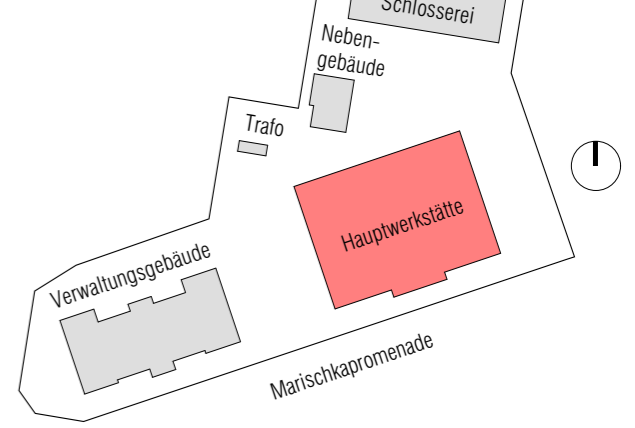 Schlosserei
Neben-
gebäude
Trafo
Hauptwerkstätte
Verwaltungsgebäude
Marischkapromenade